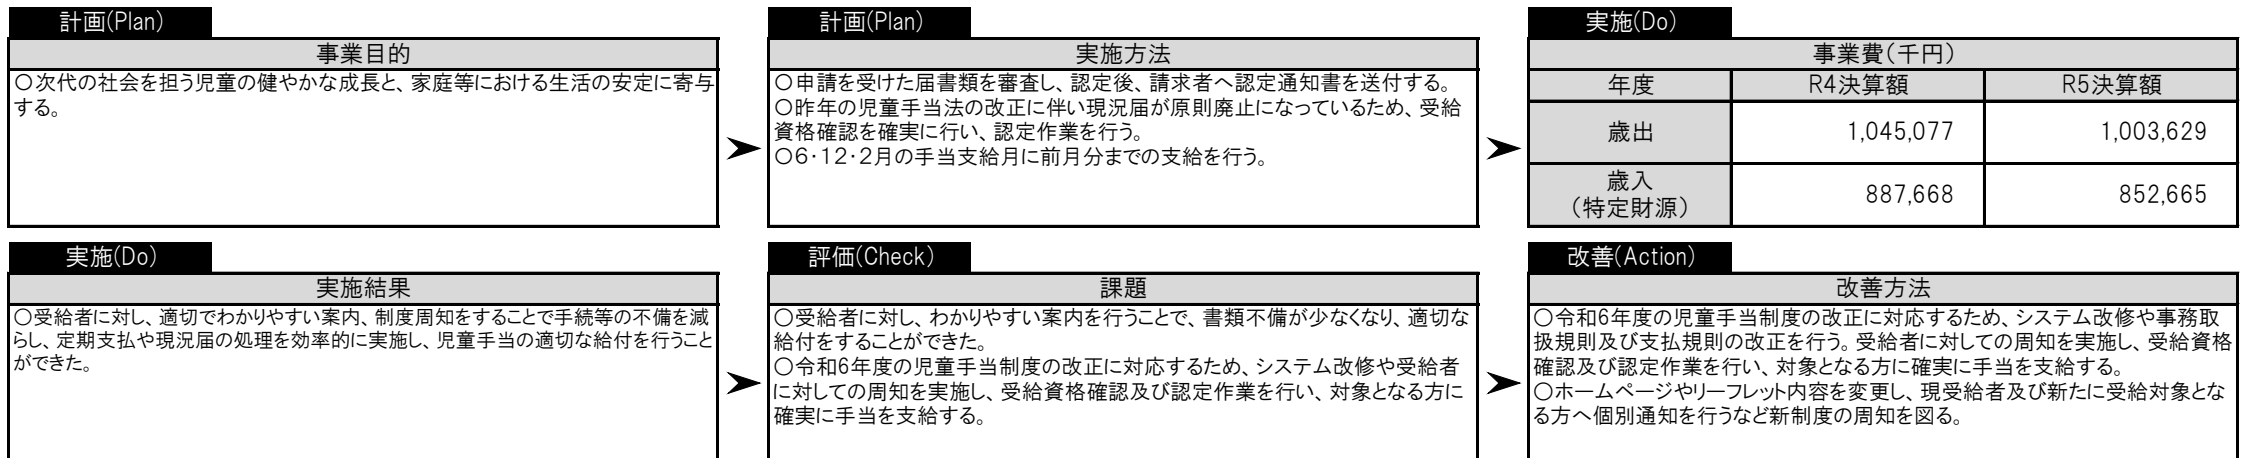 計画(Plan)
事業目的
○次代の社会を担う児童の健やかな成長と、家庭等における生活の安定に寄与
する。
計画(Plan)
実施方法
○申請を受けた届書類を審査し、認定後、請求者へ認定通知書を送付する。
○昨年の児童手当法の改正に伴い現況届が原則廃止になっているため、受給
資格確認を確実に行い、認定作業を行う。
○6・12・2月の手当支給月に前月分までの支給を行う。
実施(Do)
事業費(千円)
年度 R4決算額 R5決算額
歳出 1,045,077 1,003,629
歳入
(特定財源) 887,668 852,665
実施(Do)
実施結果
○受給者に対し、適切でわかりやすい案内、制度周知をすることで手続等の不備を減
らし、定期支払や現況届の処理を効率的に実施し、児童手当の適切な給付を行うこと
ができた。
評価(Check)
課題
○受給者に対し、わかりやすい案内を行うことで、書類不備が少なくなり、適切な
給付をすることができた。
○令和6年度の児童手当制度の改正に対応するため、システム改修や受給者
に対しての周知を実施し、受給資格確認及び認定作業を行い、対象となる方に
確実に手当を支給する。
改善(Action)
改善方法
○令和6年度の児童手当制度の改正に対応するため、システム改修や事務取
扱規則及び支払規則の改正を行う。受給者に対しての周知を実施し、受給資格
確認及び認定作業を行い、対象となる方に確実に手当を支給する。
○ホームページやリーフレット内容を変更し、現受給者及び新たに受給対象とな
る方へ個別通知を行うなど新制度の周知を図る。